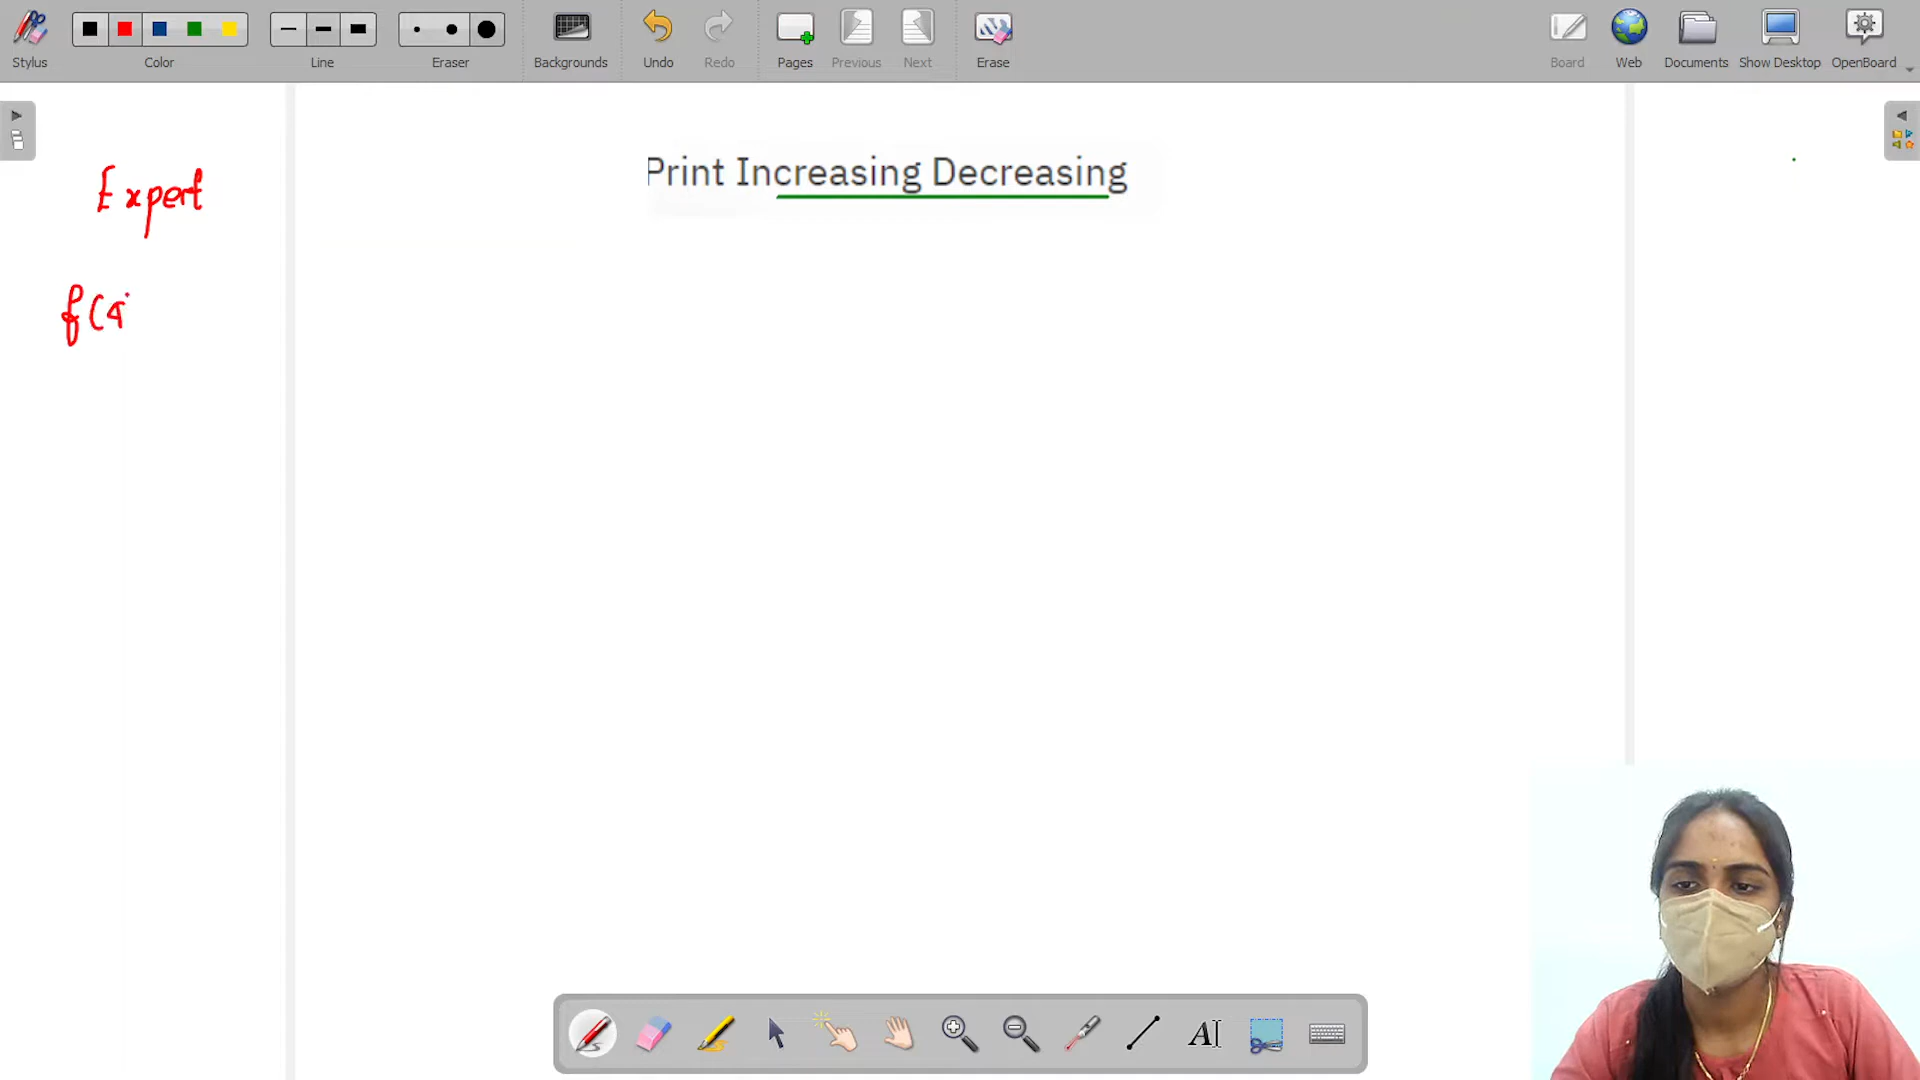 Stylus
Color
Line
Eraser
Backgrounds
Undo
Redo
Pages
Previous
Next
Erase
Board
Web
Documents
Show Desktop
OpenBoard
Print Increasing Decreasing
Expert
f(4
A